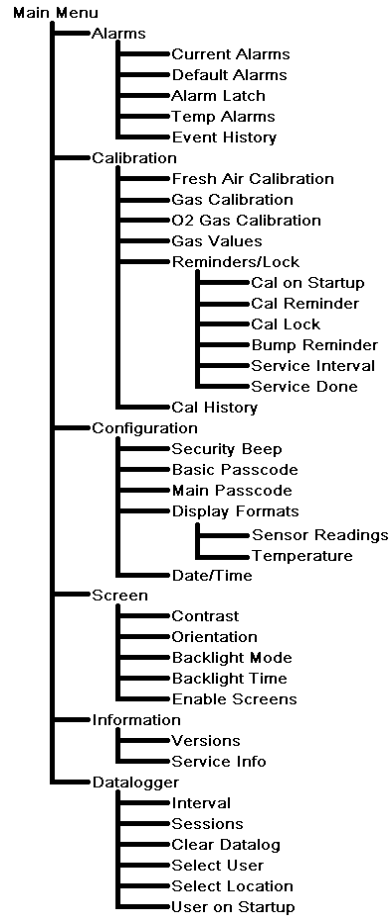 Main Menu
Alarms
Current Alarms
Default Alarms
Alarm Latch
Temp Alarms
Event History
Calibration
Fresh Air Calibration
Gas Calibration
O2 Gas Calibration
Gas Values
Reminders/Lock
Cal on Startup
Cal Reminder
Cal Lock
Bump Reminder
Service Interval
Service Done
Cal History
Configuration
Security Beep
Basic Passcode
Main Passcode
Display Formats
Sensor Readings
Temperature
Date/Time
Screen
Contrast
Orientation
Backlight Mode
Backlight Time
Enable Screens
Information
Versions
Service Info
Datalogger
Interval
Sessions
Clear Datalog
Select User
Select Location
User on Startup